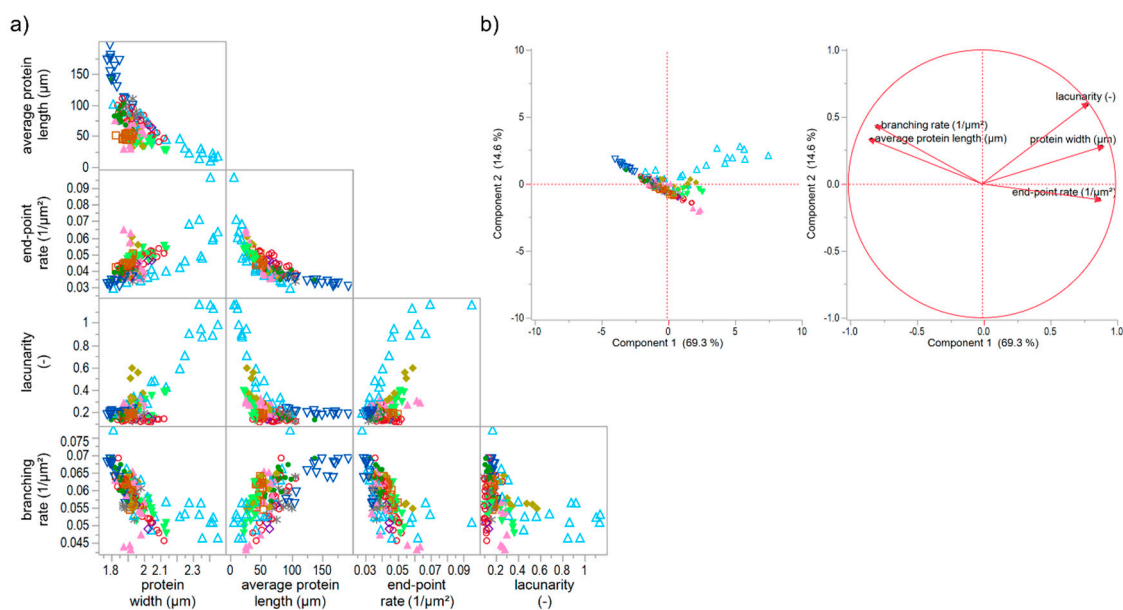 a)
average protein
length (µm)
150
100
50
0
end-point
rate (1/µm²)
0.09
0.08
0.07
0.06
0.05
0.04
0.03
lacunarity
(-)
1
0.8
0.6
0.4
0.2
branching
rate (1/µm²)
0.075
0.07
0.065
0.06
0.055
0.05
0.045
1.8 2 2.1 2.3
0 50 100 150
0.03 0.05 0.07 0.09
0.2 0.4 0.6 0.8 1
protein
width (µm)
average protein
length (µm)
end-point
rate (1/µm²)
lacunarity
(-)
b)
Component 2 (14.6 %)
10
5
0
-5
-10
-10 -5 0 5 10
Component 1 (69.3 %)
Component 2 (14.6 %)
1.0
0.5
0.0
-0.5
-1.0
lacunarity (-)
branching rate (1/µm²)
average protein length (µm)
protein width (µm)
end-point rate (1/µm²)
-1.0 -0.5 0.0 0.5 1.0
Component 1 (69.3 %)